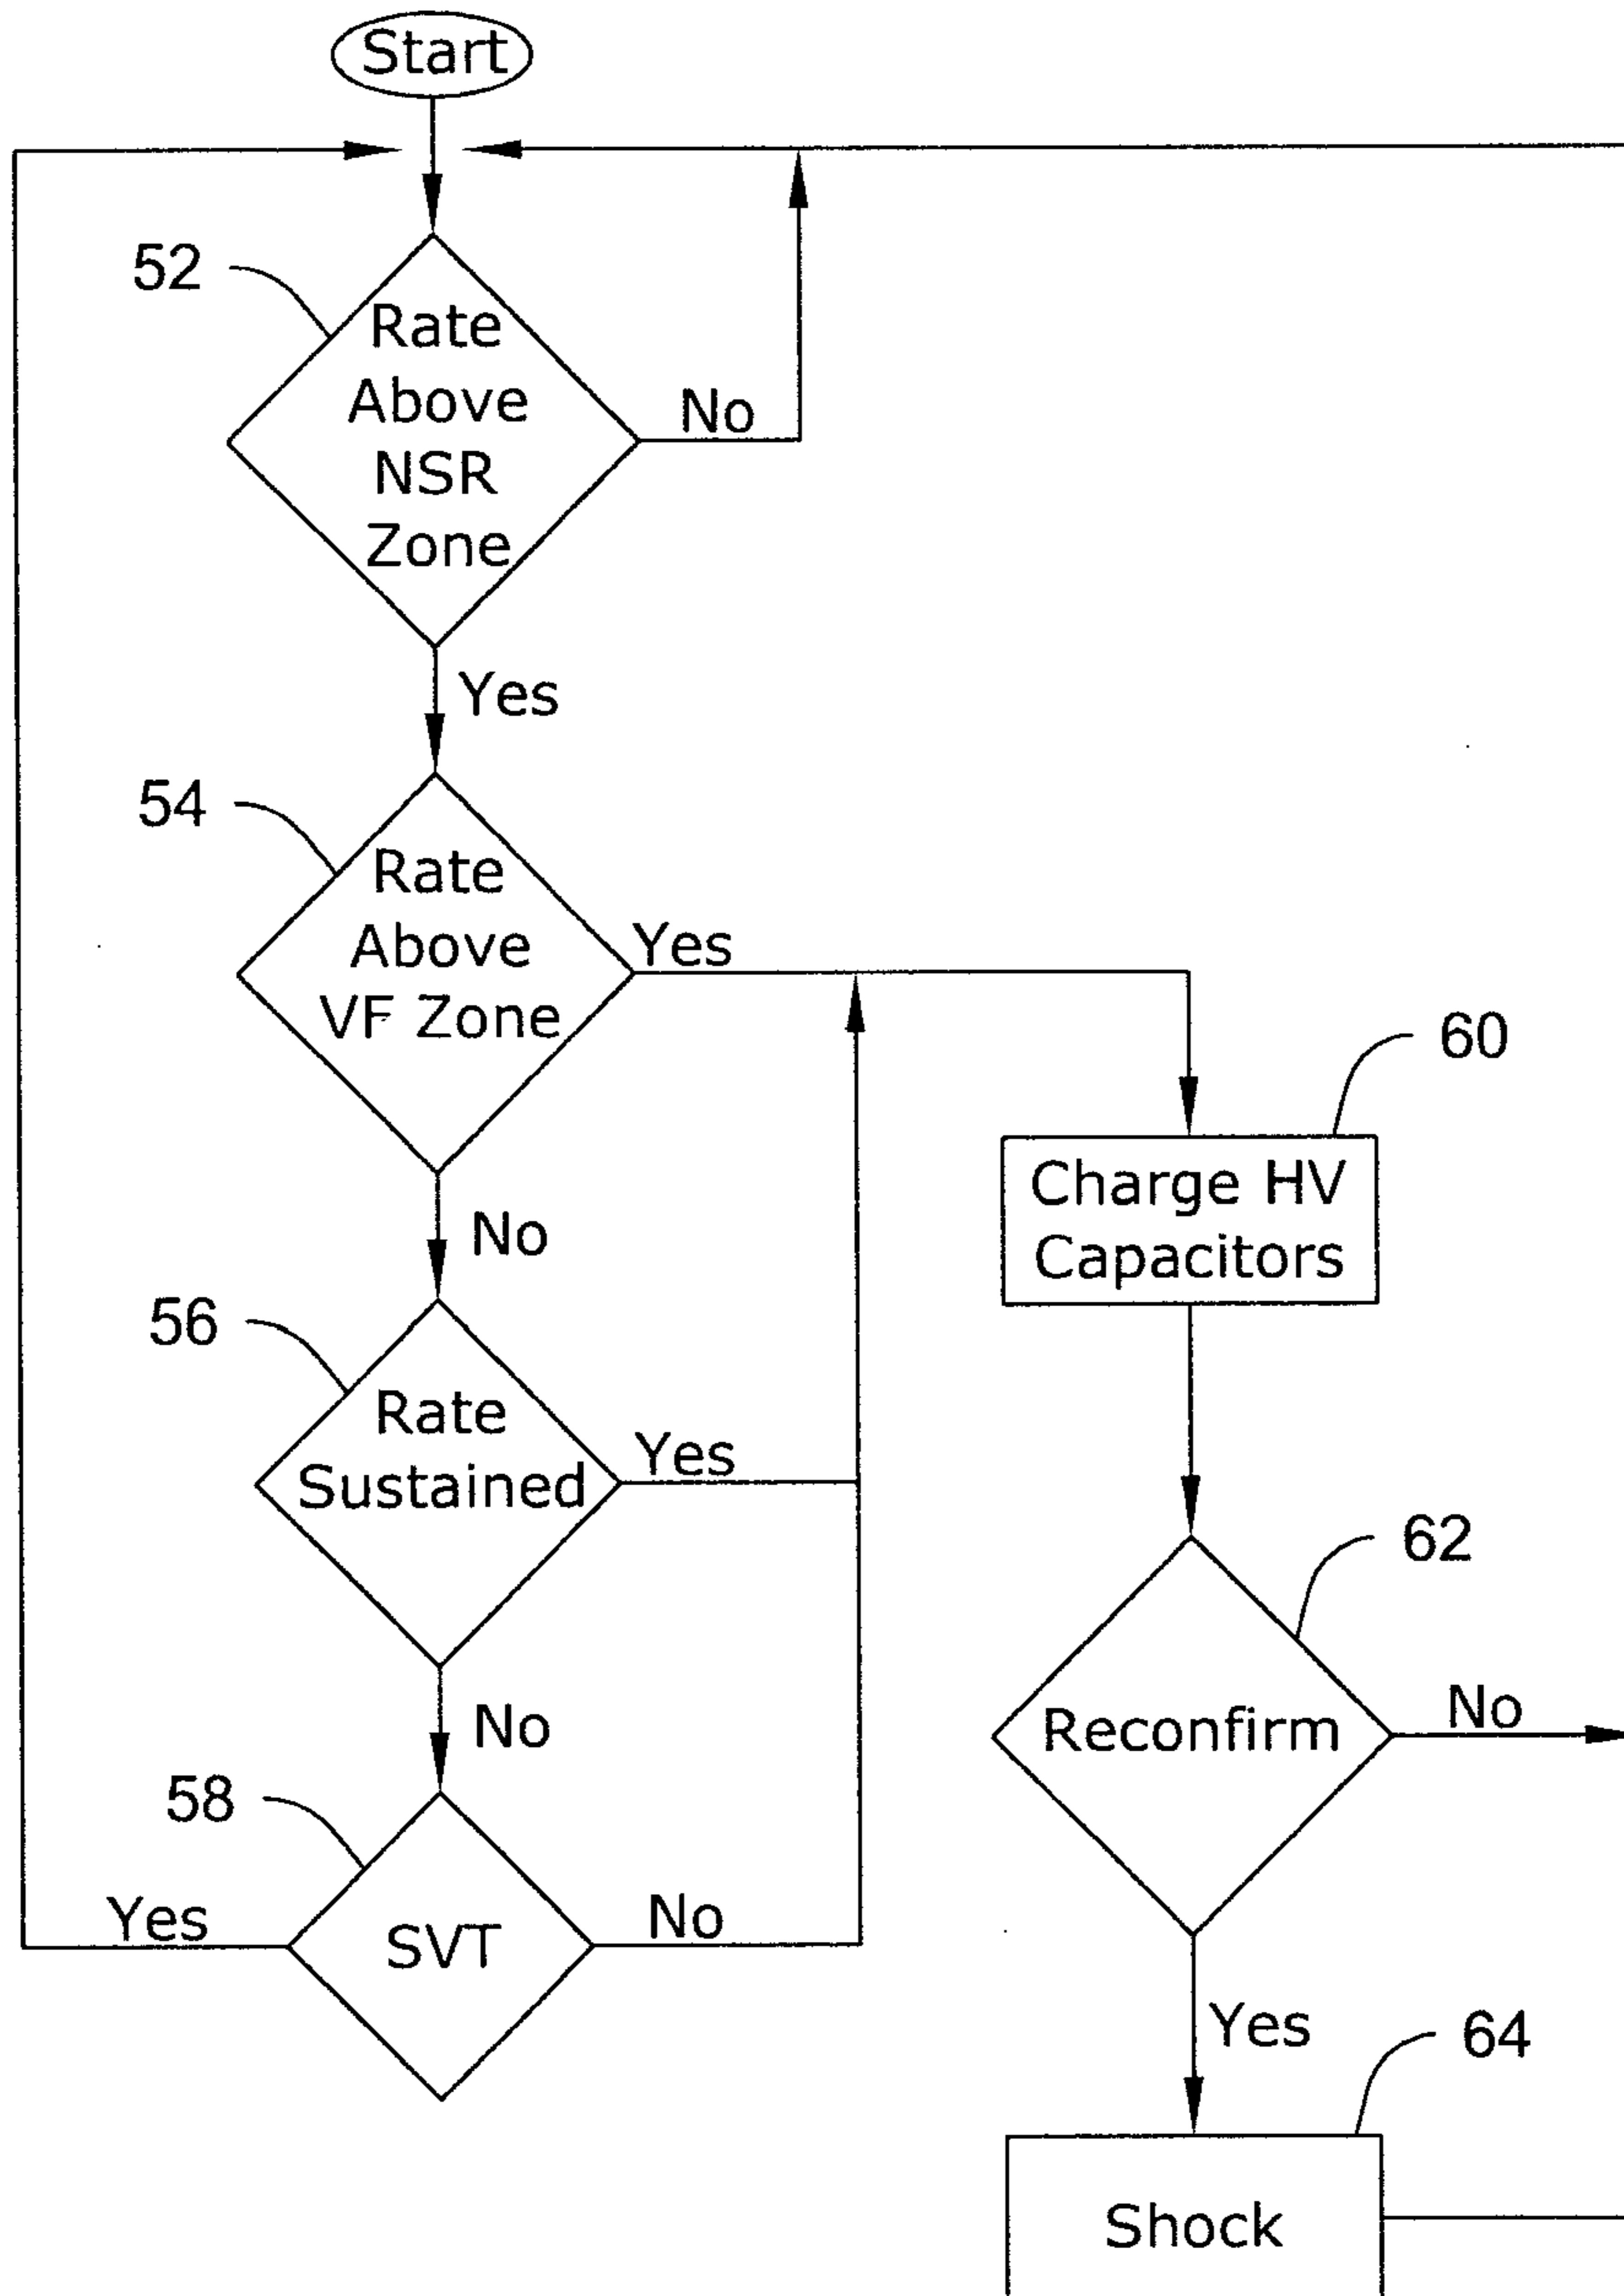 Start
52
Rate
Above
NSR
Zone
No
Yes
54
Rate
Above
VF Zone
Yes
No
60
Charge HV
Capacitors
56
Rate
Sustained
Yes
No
62
Reconfirm
No
58
SVT
Yes
No
Yes
64
Shock